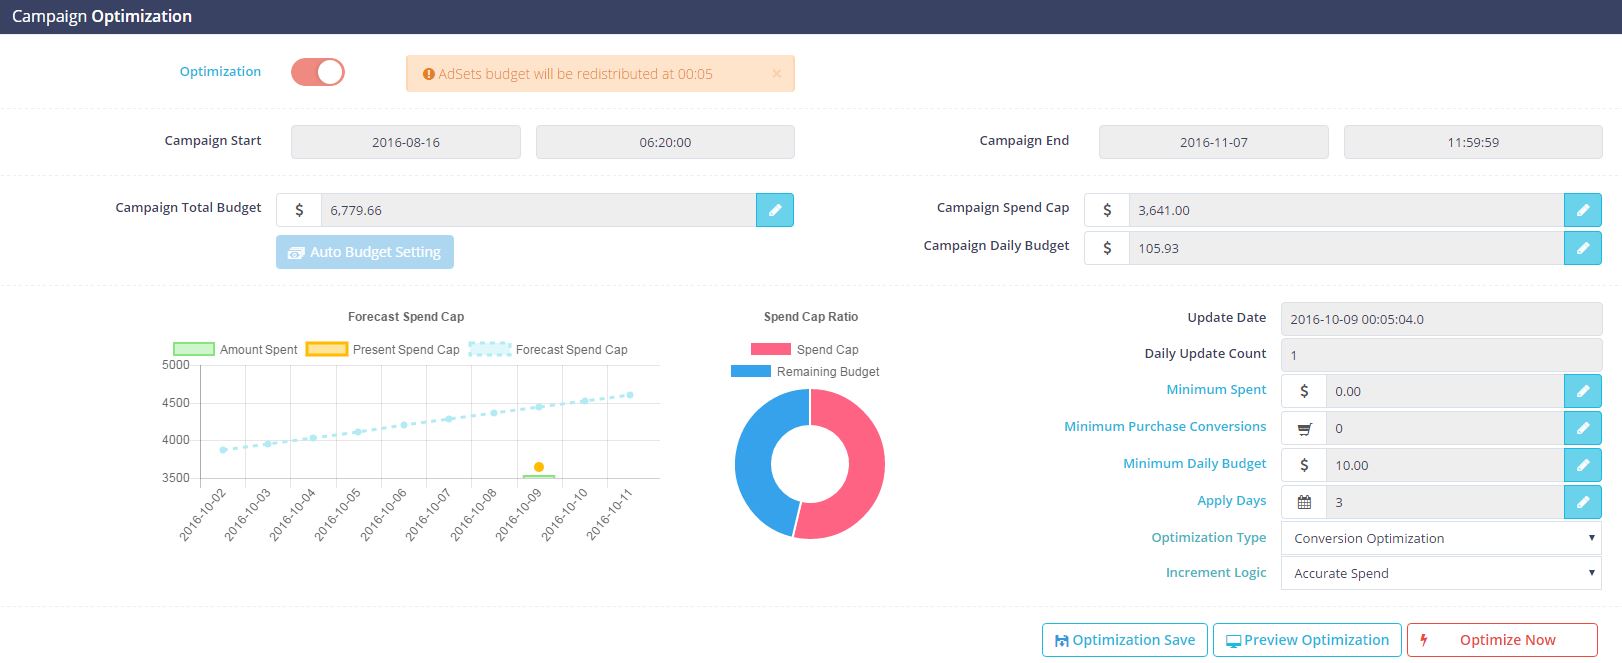 Campaign Optimization
Optimization
AdSets budget will be redistributed at 00:05 ×
Campaign Start 2016-08-16 06:20:00 Campaign End 2016-11-07 11:59:59
Campaign Total Budget $ 6,779.66 Campaign Spend Cap $ 3,641.00
Auto Budget Setting Campaign Daily Budget $ 105.93
Forecast Spend Cap
Amount Spent Present Spend Cap Forecast Spend Cap
5000
4500
4000
3500
2016-10-02 2016-10-03 2016-10-04 2016-10-05 2016-10-06 2016-10-07 2016-10-08 2016-10-09 2016-10-10 2016-10-11
Spend Cap Ratio
Spend Cap
Remaining Budget
Update Date 2016-10-09 00:05:04.0
Daily Update Count 1
Minimum Spent $ 0.00
Minimum Purchase Conversions 0
Minimum Daily Budget $ 10.00
Apply Days 3
Optimization Type Conversion Optimization
Increment Logic Accurate Spend
Optimization Save Preview Optimization Optimize Now